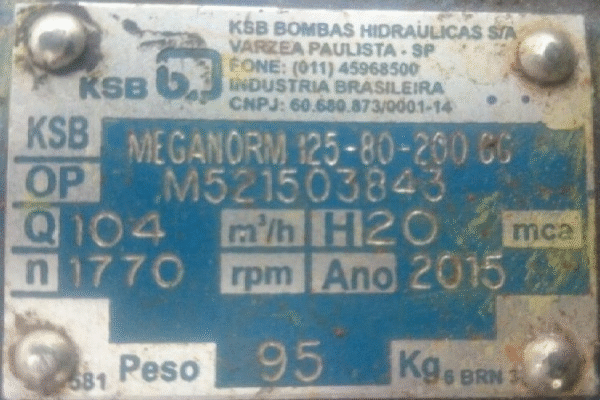 KSB BOMBAS HIDRAULICAS S/A
VARZEA PAULISTA - SP
FONE: (011) 45968500
INDUSTRIA BRASILEIRA
CNPJ: 60.680.873/0001-14
KSB
KSB MEGANORM 125-80-200 GG
OP M521503843
Q 104 m³/h H 20 mca
n 1770 rpm Ano 2015
581 Peso 95 Kg 6 BRN